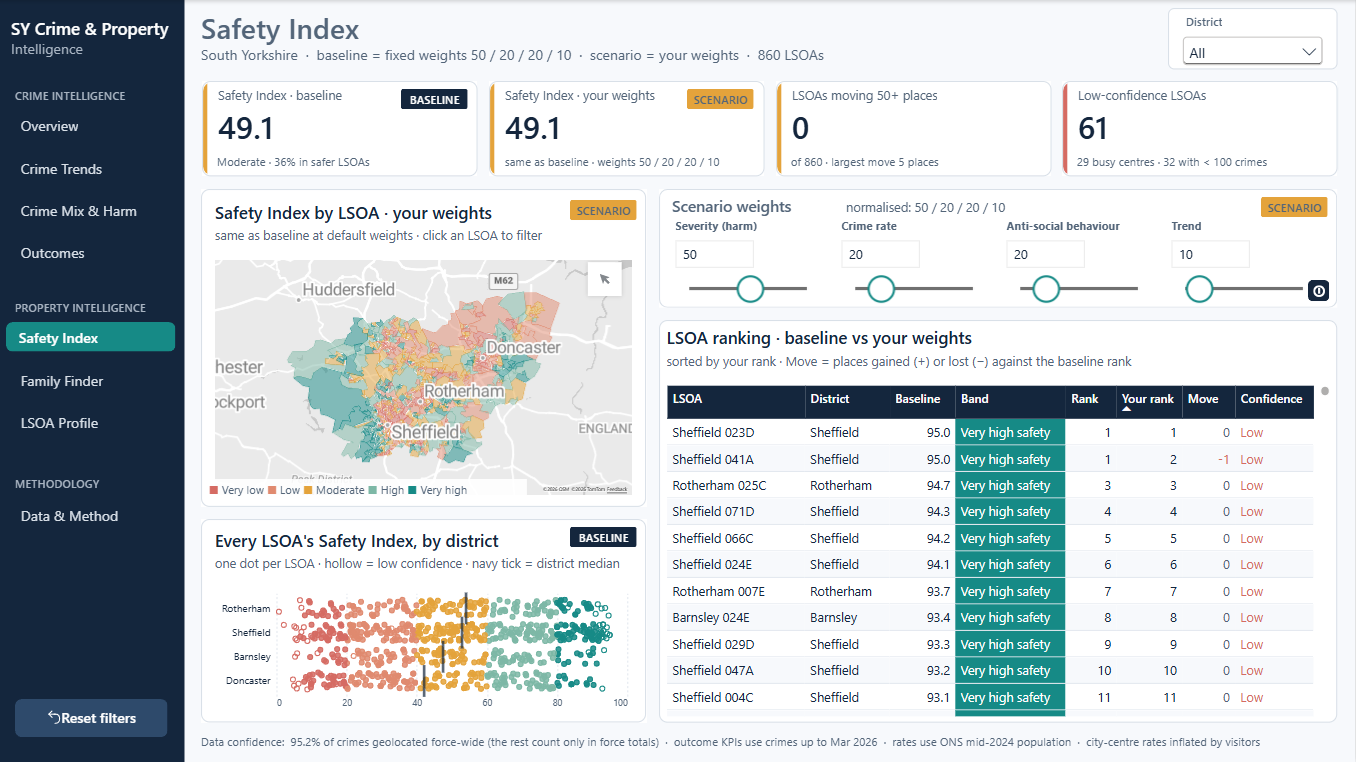 SY Crime & Property
Intelligence
CRIME INTELLIGENCE
Overview
Crime Trends
Crime Mix & Harm
Outcomes
PROPERTY INTELLIGENCE
Safety Index
Family Finder
LSOA Profile
METHODOLOGY
Data & Method
Reset filters
Safety Index
South Yorkshire · baseline = fixed weights 50 / 20 / 20 / 10 · scenario = your weights · 860 LSOAs
District
All
Safety Index · baseline
BASELINE
49.1
Moderate · 36% in safer LSOAs
Safety Index · your weights
SCENARIO
49.1
same as baseline · weights 50 / 20 / 20 / 10
LSOAs moving 50+ places
0
of 860 · largest move 5 places
Low-confidence LSOAs
61
29 busy centres · 32 with < 100 crimes
Safety Index by LSOA · your weights
SCENARIO
same as baseline at default weights · click an LSOA to filter
M62
Huddersfield
Doncaster
hester
Rotherham
ockport
Sheffield
ENGLAND
Peak District
Very low Low Moderate High Very high
©2026 OSM ©2026 TomTom Feedback
Every LSOA's Safety Index, by district
BASELINE
one dot per LSOA · hollow = low confidence · navy tick = district median
Rotherham
Sheffield
Barnsley
Doncaster
0 20 40 60 80 100
Scenario weights
normalised: 50 / 20 / 20 / 10
SCENARIO
Severity (harm) Crime rate Anti-social behaviour Trend
50 20 20 10
LSOA ranking · baseline vs your weights
sorted by your rank · Move = places gained (+) or lost (−) against the baseline rank
LSOA District Baseline Band Rank Your rank Move Confidence
Sheffield 023D Sheffield 95.0 Very high safety 1 1 0 Low
Sheffield 041A Sheffield 95.0 Very high safety 1 2 -1 Low
Rotherham 025C Rotherham 94.7 Very high safety 3 3 0 Low
Sheffield 071D Sheffield 94.3 Very high safety 4 4 0 Low
Sheffield 066C Sheffield 94.2 Very high safety 5 5 0 Low
Sheffield 024E Sheffield 94.1 Very high safety 6 6 0 Low
Rotherham 007E Rotherham 93.7 Very high safety 7 7 0 Low
Barnsley 024E Barnsley 93.4 Very high safety 8 8 0 Low
Sheffield 029D Sheffield 93.3 Very high safety 9 9 0 Low
Sheffield 047A Sheffield 93.2 Very high safety 10 10 0 Low
Sheffield 004C Sheffield 93.1 Very high safety 11 11 0 Low
Data confidence: 95.2% of crimes geolocated force-wide (the rest count only in force totals) · outcome KPIs use crimes up to Mar 2026 · rates use ONS mid-2024 population · city-centre rates inflated by visitors